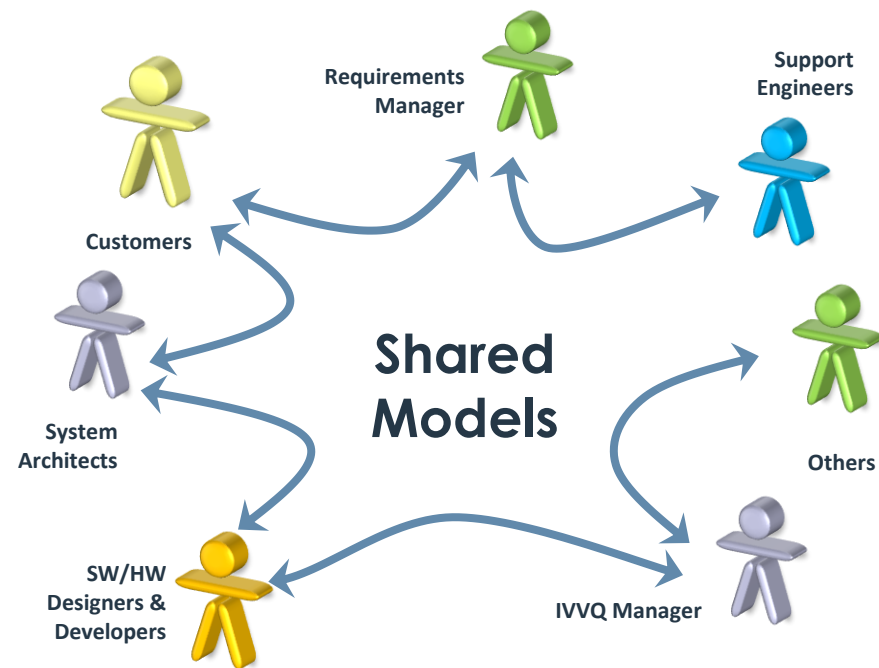 Requirements
Manager
Support
Engineers
Customers
Shared
Models
System
Architects
Others
SW/HW
Designers &
Developers
IVVQ Manager